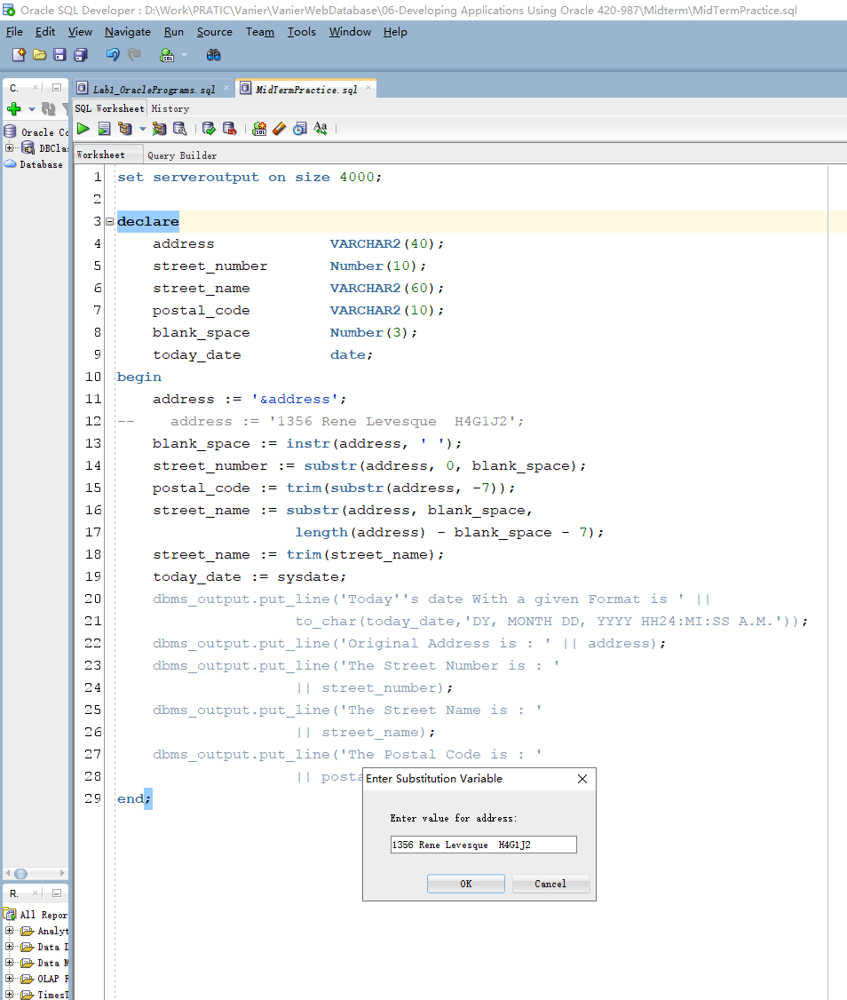 Oracle SQL Developer : D:\Work\PRATIC\Vanier\VanierWebDatabase\06-Developing Applications Using Oracle 420-987\Midterm\MidTermPractice.sql
File Edit View Navigate Run Source Team Tools Window Help
C.
Lab1_OraclePrograms.sql
MidTermPractice.sql
SQL Worksheet History
Oracle Co
DBCla
Database
Worksheet Query Builder
1 set serveroutput on size 4000;
2
3 declare
4 address VARCHAR2(40);
5 street_number Number(10);
6 street_name VARCHAR2(60);
7 postal_code VARCHAR2(10);
8 blank_space Number(3);
9 today_date date;
10 begin
11 address := '&address';
12 -- address := '1356 Rene Levesque  H4G1J2';
13 blank_space := instr(address, ' ');
14 street_number := substr(address, 0, blank_space);
15 postal_code := trim(substr(address, -7));
16 street_name := substr(address, blank_space,
17 length(address) - blank_space - 7);
18 street_name := trim(street_name);
19 today_date := sysdate;
20 dbms_output.put_line('Today''s date With a given Format is ' ||
21 to_char(today_date,'DY, MONTH DD, YYYY HH24:MI:SS A.M.'));
22 dbms_output.put_line('Original Address is : ' || address);
23 dbms_output.put_line('The Street Number is : '
24 || street_number);
25 dbms_output.put_line('The Street Name is : '
26 || street_name);
27 dbms_output.put_line('The Postal Code is : '
28 || posta
29 end;
Enter Substitution Variable
Enter value for address:
1356 Rene Levesque  H4G1J2
OK Cancel
R.
All Repor
Analyt
Data D
Data M
OLAP R
TimesT